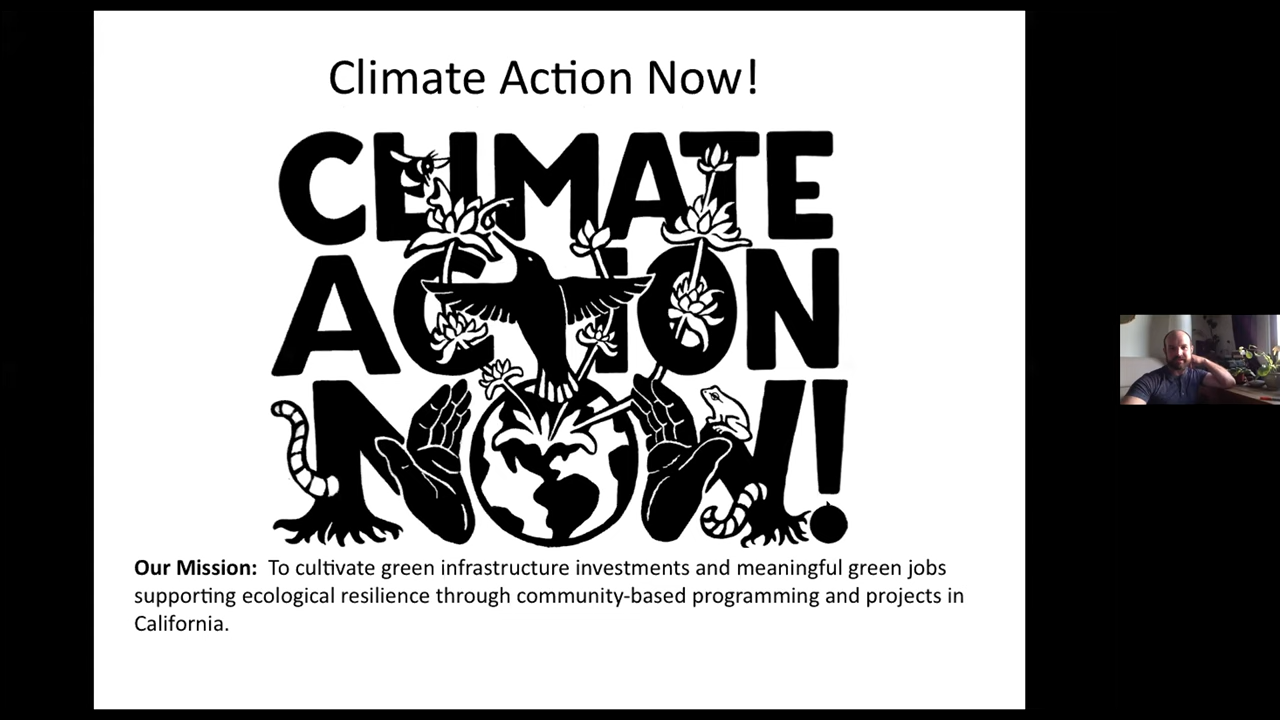 Climate Action Now!
CLIMATE
ACTION
NOW!
Our Mission: To cultivate green infrastructure investments and meaningful green jobs
supporting ecological resilience through community-based programming and projects in
California.